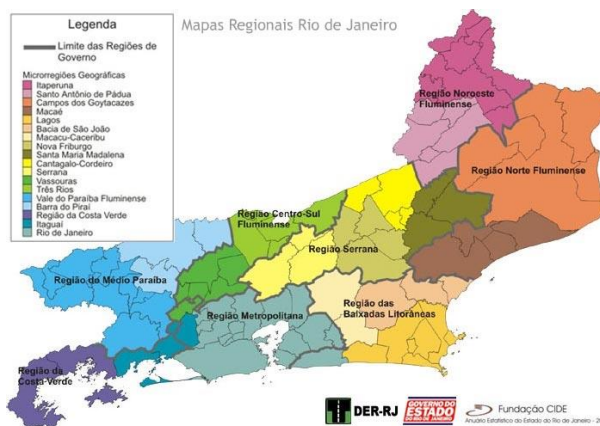 Legenda
Mapas Regionais Rio de Janeiro
Limite das Regiões de
Governo
Microrregiões Geográficas
Itaperuna
Santo Antônio de Pádua
Campos dos Goytacazes
Macaé
Lagos
Bacia de São João
Macacu-Caceribu
Nova Friburgo
Santa Maria Madalena
Cantagalo-Cordeiro
Serrana
Vassouras
Três Rios
Vale do Paraíba Fluminense
Barra do Piraí
Região da Costa Verde
Itaguaí
Rio de Janeiro
Região Noroeste
Fluminense
Região Norte Fluminense
Região Centro-Sul
Fluminense
Região Serrana
Região do Médio Paraíba
Região Metropolitana
Região das
Baixadas Litorâneas
Região da
Costa-Verde
DER-RJ
GOVERNO DO
ESTADO
DO RIO DE JANEIRO
Fundação CIDE
Anuário Estatístico do Estado do Rio de Janeiro -